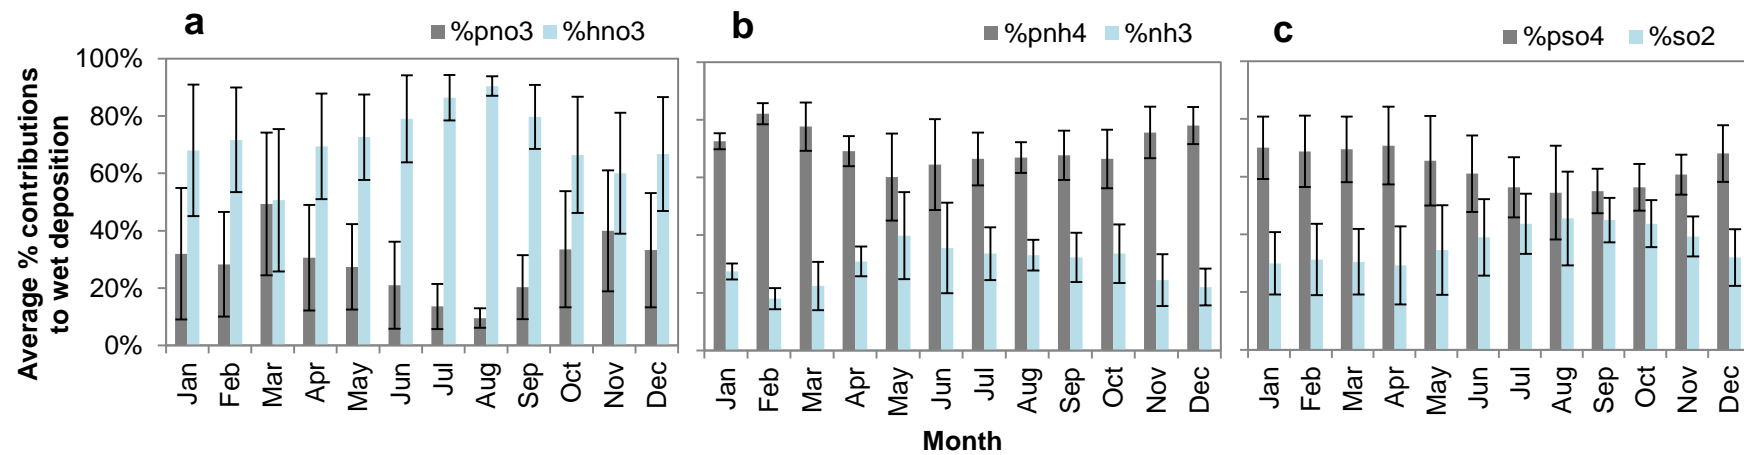 a
%pno3 %hno3
b
%pnh4 %nh3
c
%pso4 %so2
Average % contributions
to wet deposition
100%
80%
60%
40%
20%
0%
Jan Feb Mar Apr May Jun Jul Aug Sep Oct Nov Dec
Jan Feb Mar Apr May Jun Jul Aug Sep Oct Nov Dec
Jan Feb Mar Apr May Jun Jul Aug Sep Oct Nov Dec
Month